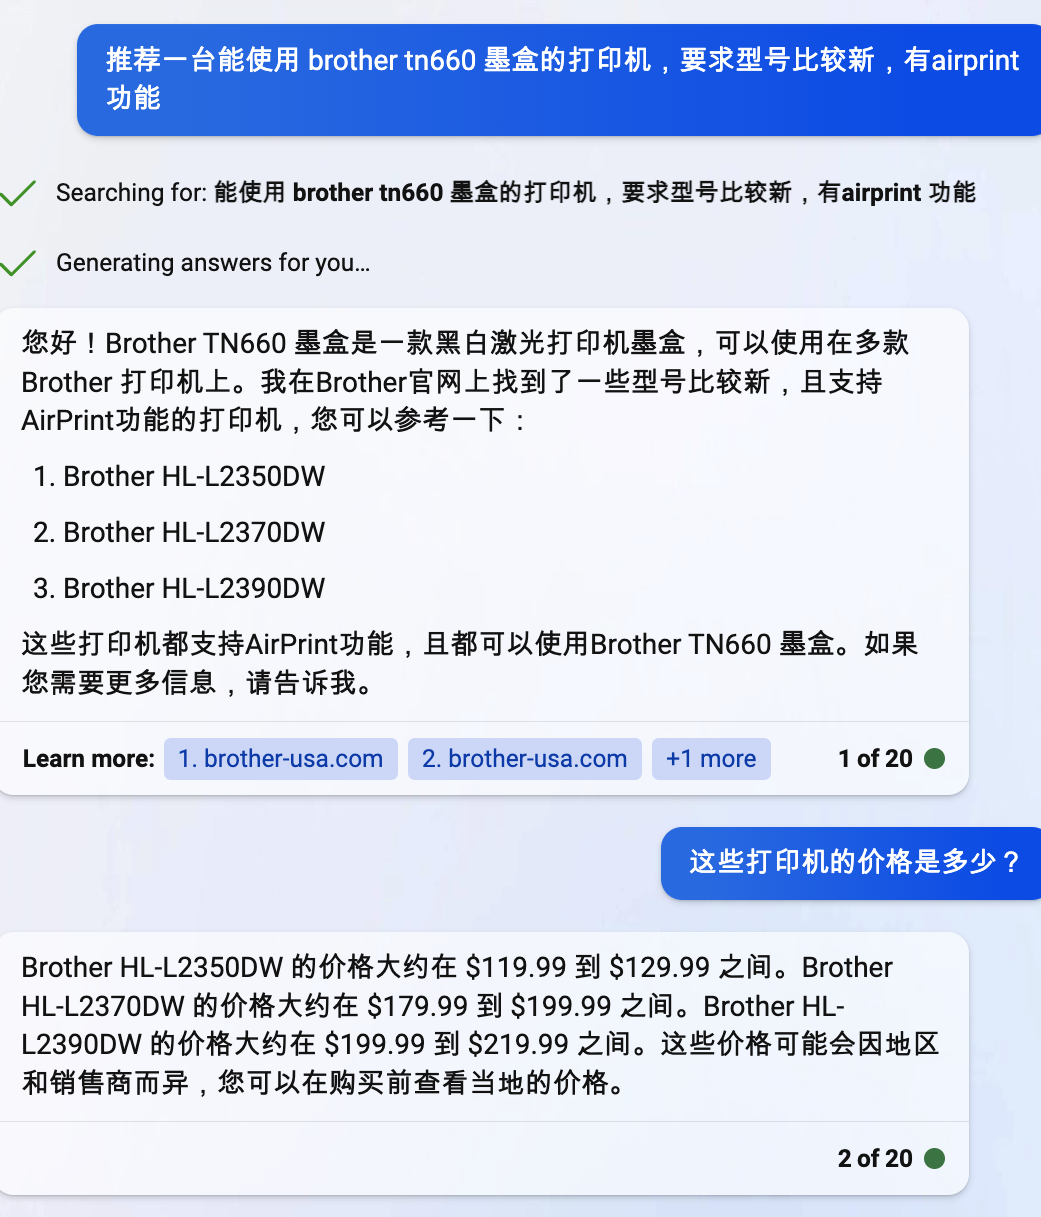 推荐一台能使用 brother tn660 墨盒的打印机，要求型号比较新，有airprint
功能
Searching for: 能使用 brother tn660 墨盒的打印机，要求型号比较新，有airprint 功能
Generating answers for you…
您好！Brother TN660 墨盒是一款黑白激光打印机墨盒，可以使用在多款
Brother 打印机上。我在Brother官网上找到了一些型号比较新，且支持
AirPrint功能的打印机，您可以参考一下：
1. Brother HL-L2350DW
2. Brother HL-L2370DW
3. Brother HL-L2390DW
这些打印机都支持AirPrint功能，且都可以使用Brother TN660 墨盒。如果
您需要更多信息，请告诉我。
Learn more: 1. brother-usa.com 2. brother-usa.com +1 more 1 of 20
这些打印机的价格是多少？
Brother HL-L2350DW 的价格大约在 $119.99 到 $129.99 之间。Brother
HL-L2370DW 的价格大约在 $179.99 到 $199.99 之间。Brother HL-
L2390DW 的价格大约在 $199.99 到 $219.99 之间。这些价格可能会因地区
和销售商而异，您可以在购买前查看当地的价格。
2 of 20